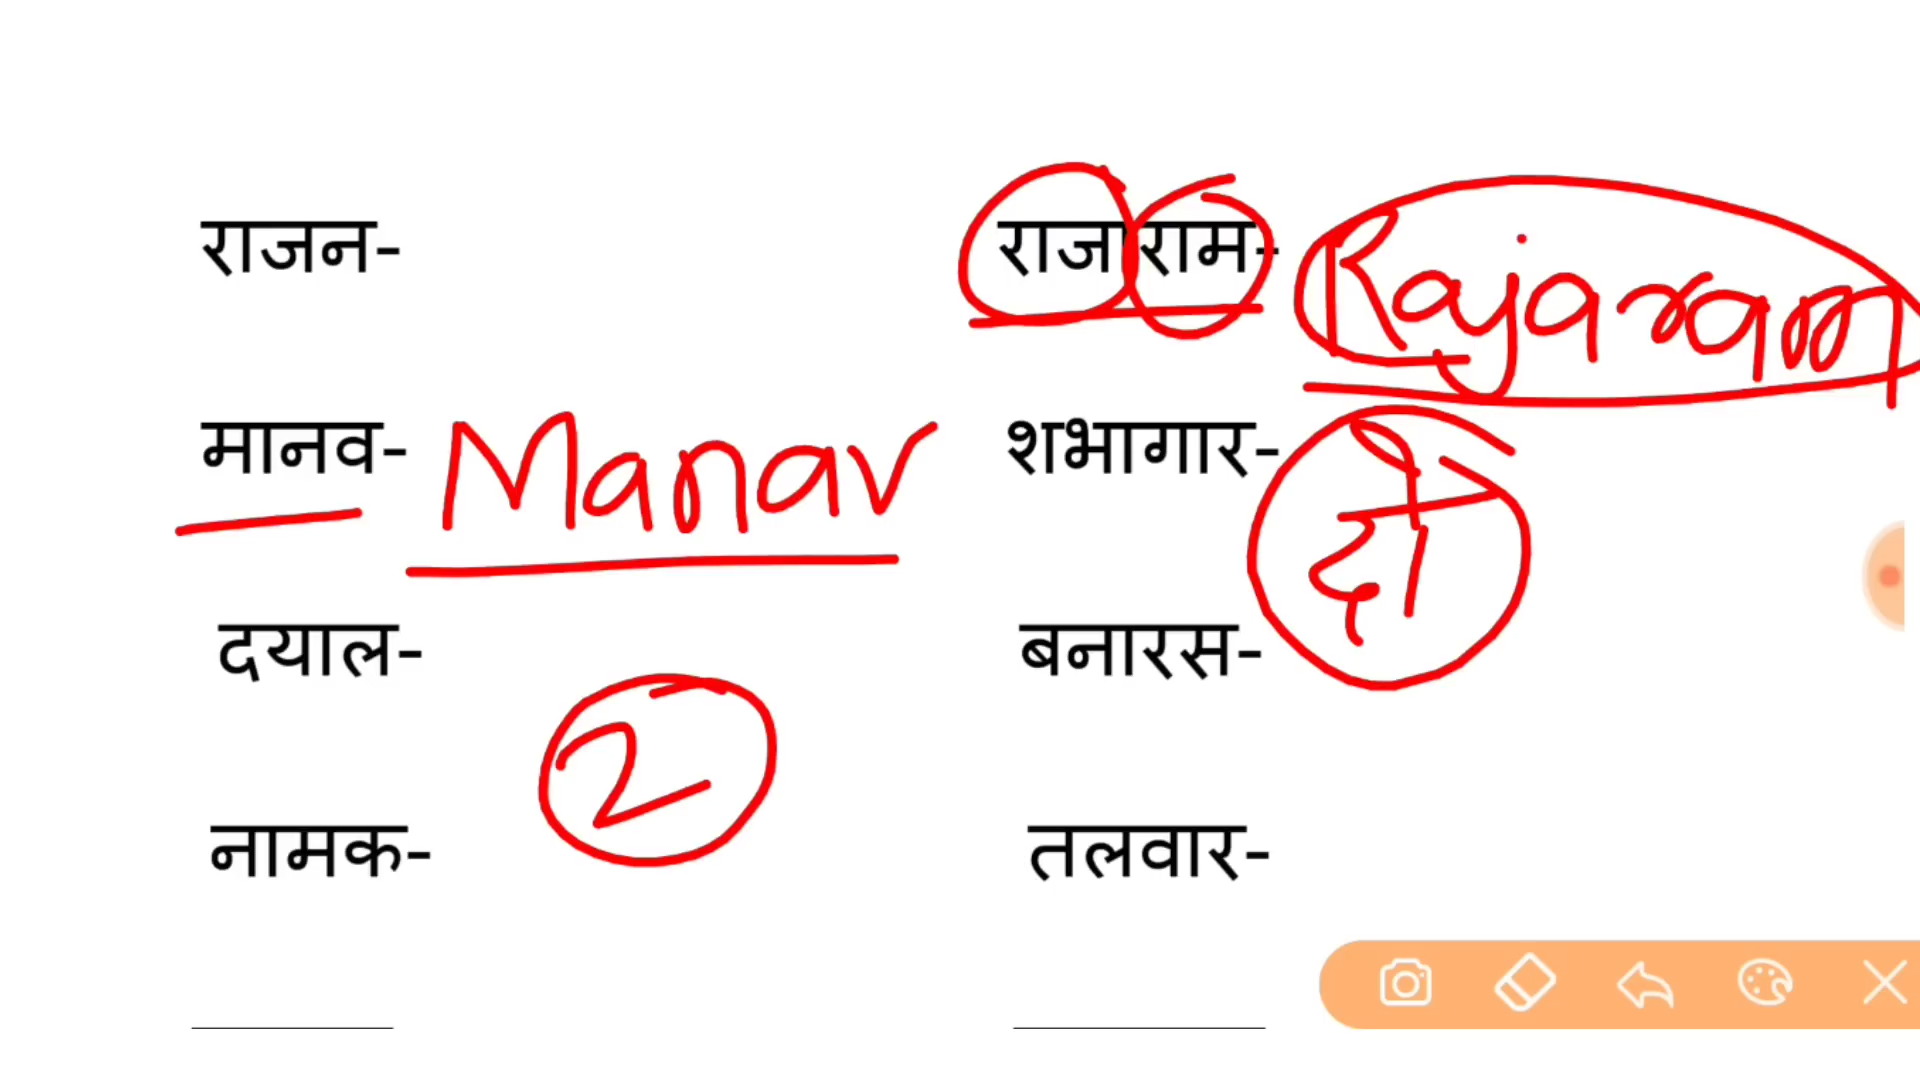 राजन-
राजा राम- Rajaram
मानव- Manav
शभागार-
दो
दयाल-
बनारस-
2
नामक-
तलवार-